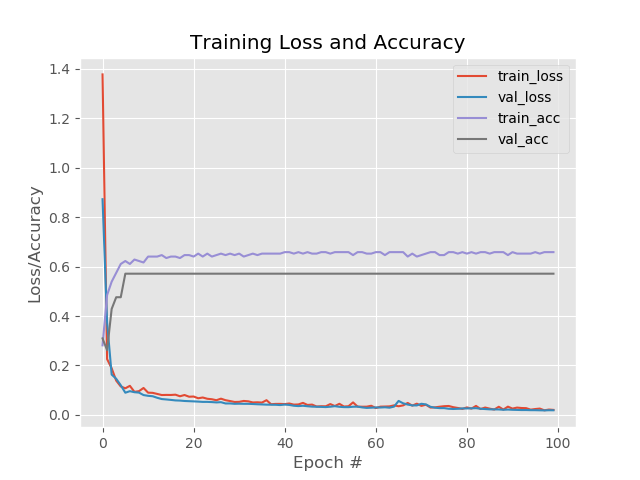 Training Loss and Accuracy
train_loss
val_loss
train_acc
val_acc
1.4
1.2
1.0
0.8
0.6
0.4
0.2
0.0
Loss/Accuracy
0 20 40 60 80 100
Epoch #